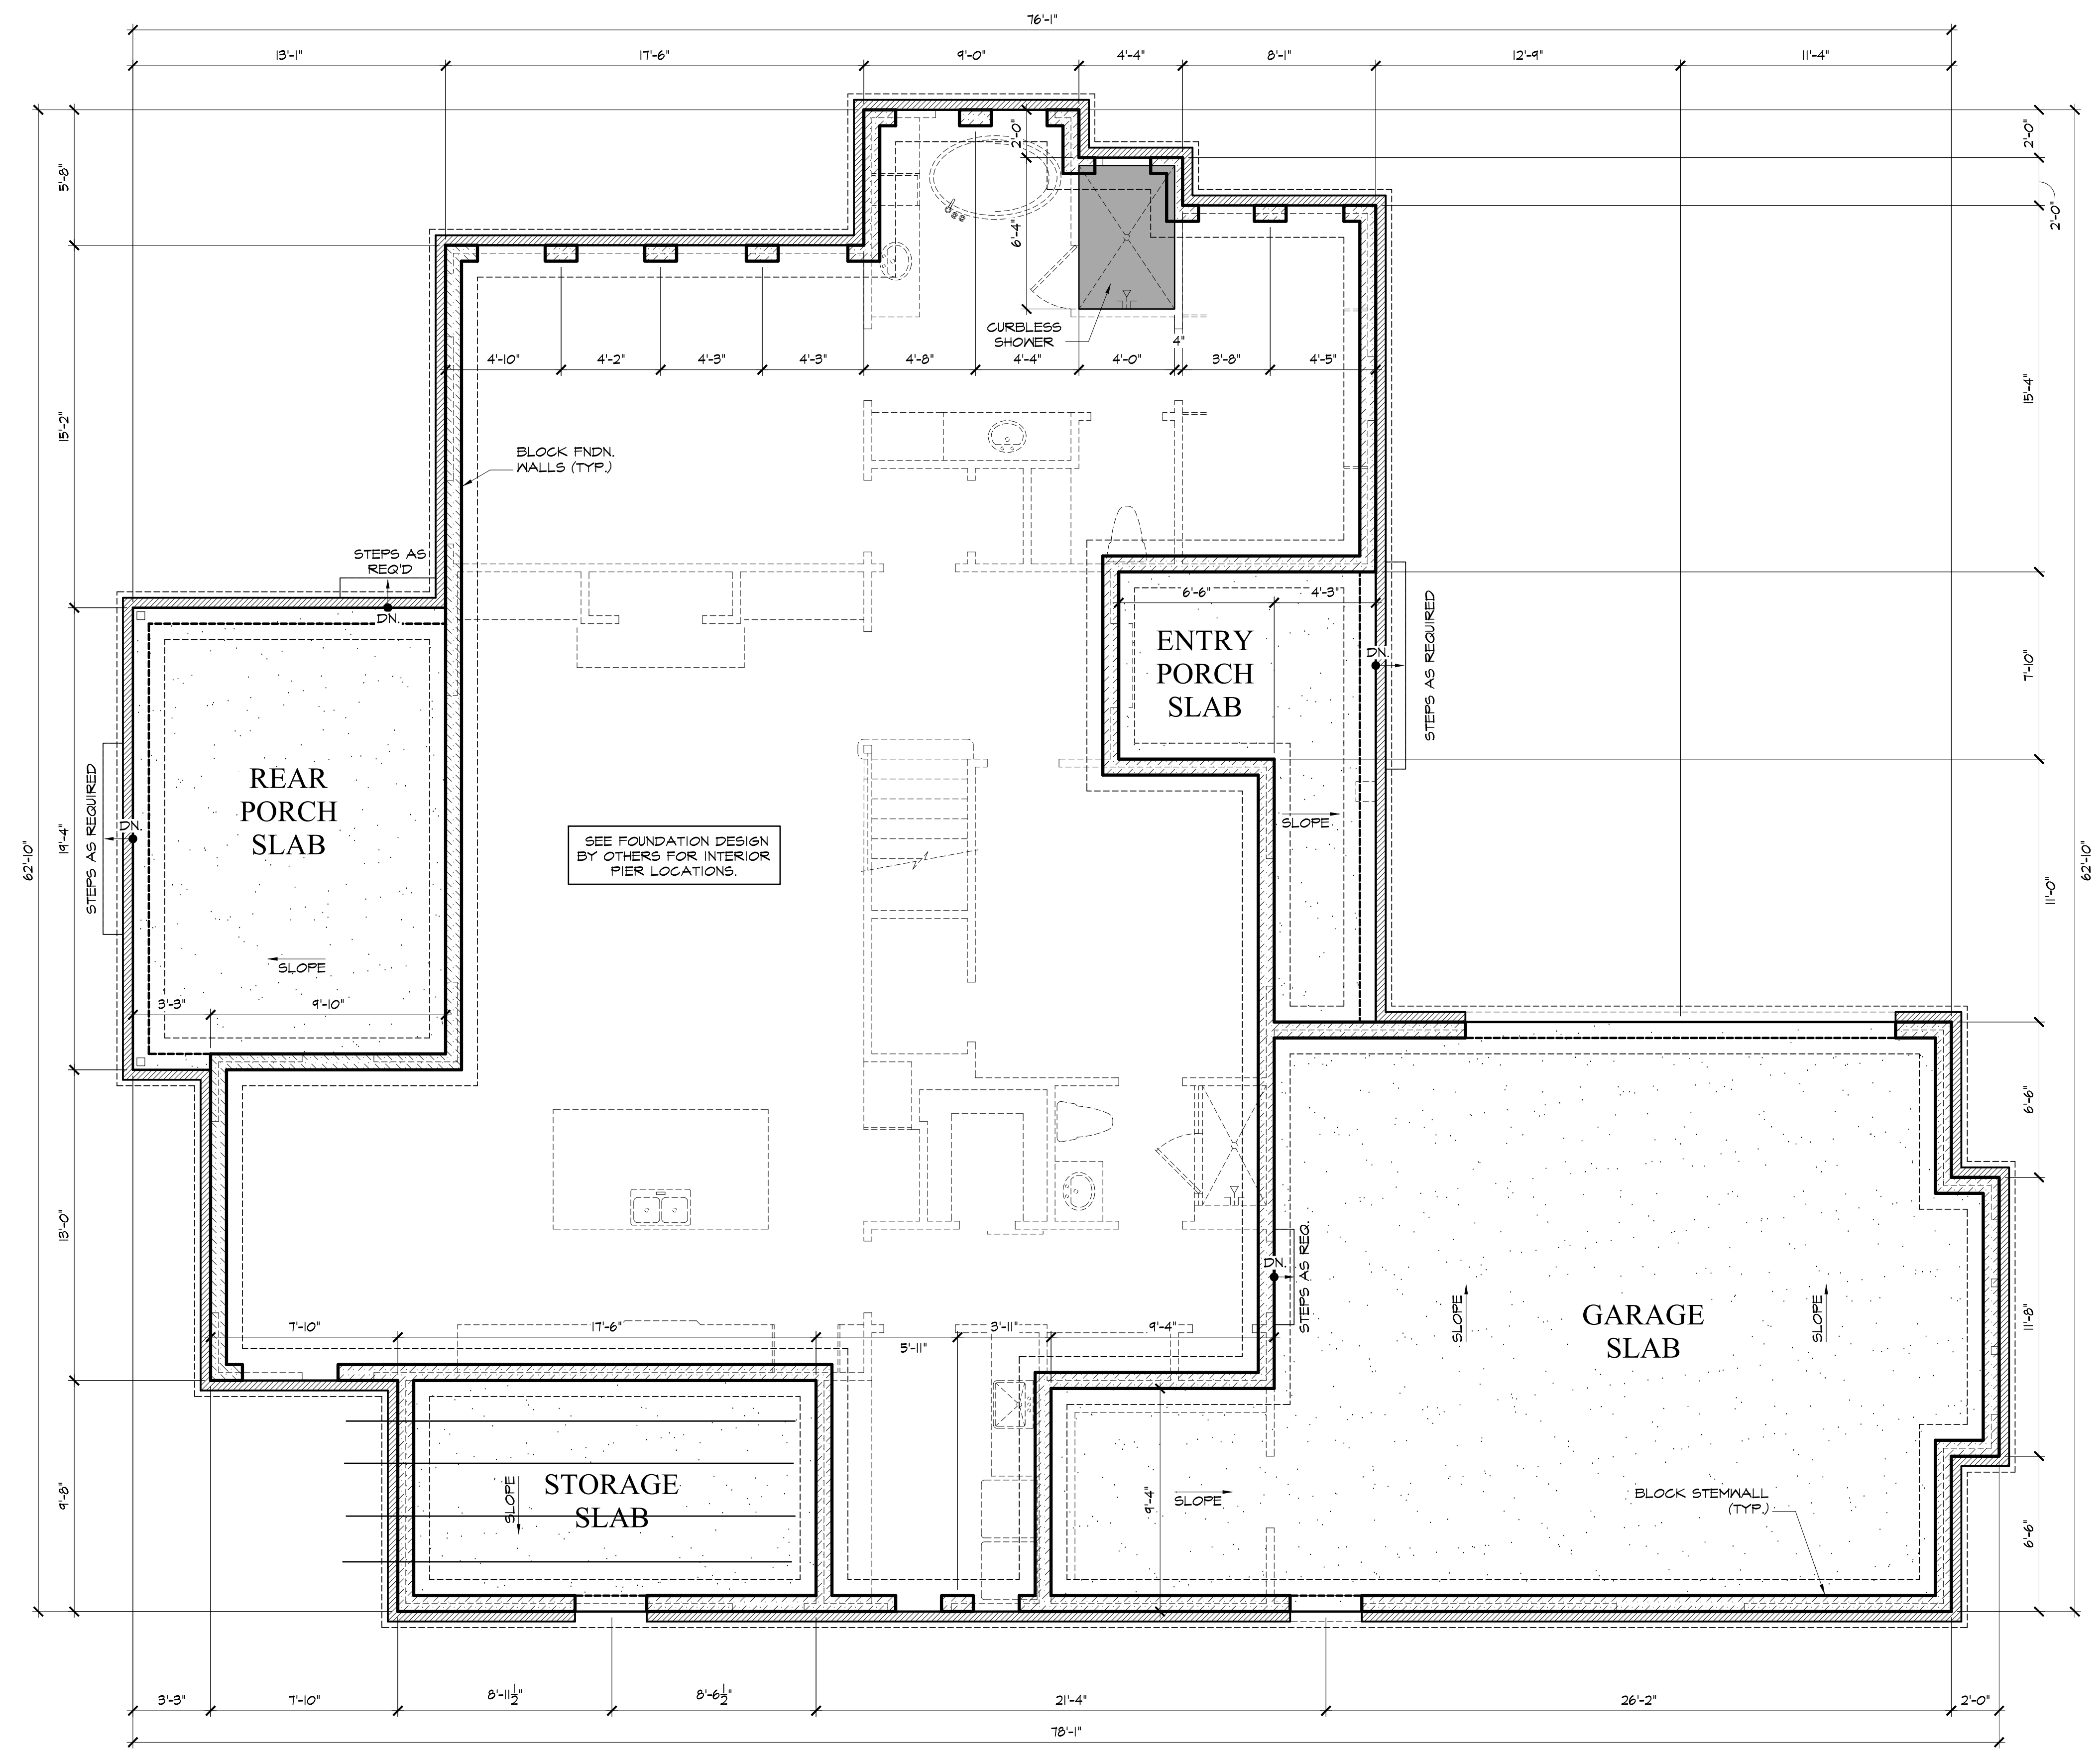 76'-1"
13'-1"
17'-6"
9'-0"
4'-4"
8'-1"
12'-9"
11'-4"
5'-8"
15'-2"
19'-4"
13'-0"
9'-8"
62'-10"
2'-0"
6'-4"
CURBLESS
SHOWER
4"
4'-10"
4'-2"
4'-3"
4'-3"
4'-8"
4'-4"
4'-0"
3'-8"
4'-5"
BLOCK FNDN.
WALLS (TYP.)
STEPS AS
REQ'D
DN.
STEPS AS REQUIRED
DN.
REAR
PORCH
SLAB
SLOPE
3'-3"
9'-10"
SEE FOUNDATION DESIGN
BY OTHERS FOR INTERIOR
PIER LOCATIONS.
6'-6"
4'-3"
ENTRY
PORCH
SLAB
DN.
STEPS AS REQUIRED
SLOPE
2'-0"
2'-0"
15'-4"
7'-10"
11'-0"
6'-6"
11'-8"
6'-6"
62'-10"
DN.
STEPS AS REQ.
SLOPE
GARAGE
SLAB
SLOPE
7'-10"
17'-6"
5'-11"
3'-11"
9'-4"
STORAGE
SLAB
SLOPE
9'-4"
SLOPE
BLOCK STEMWALL
(TYP.)
3'-3"
7'-10"
8'-11½"
8'-6½"
21'-4"
26'-2"
2'-0"
78'-1"